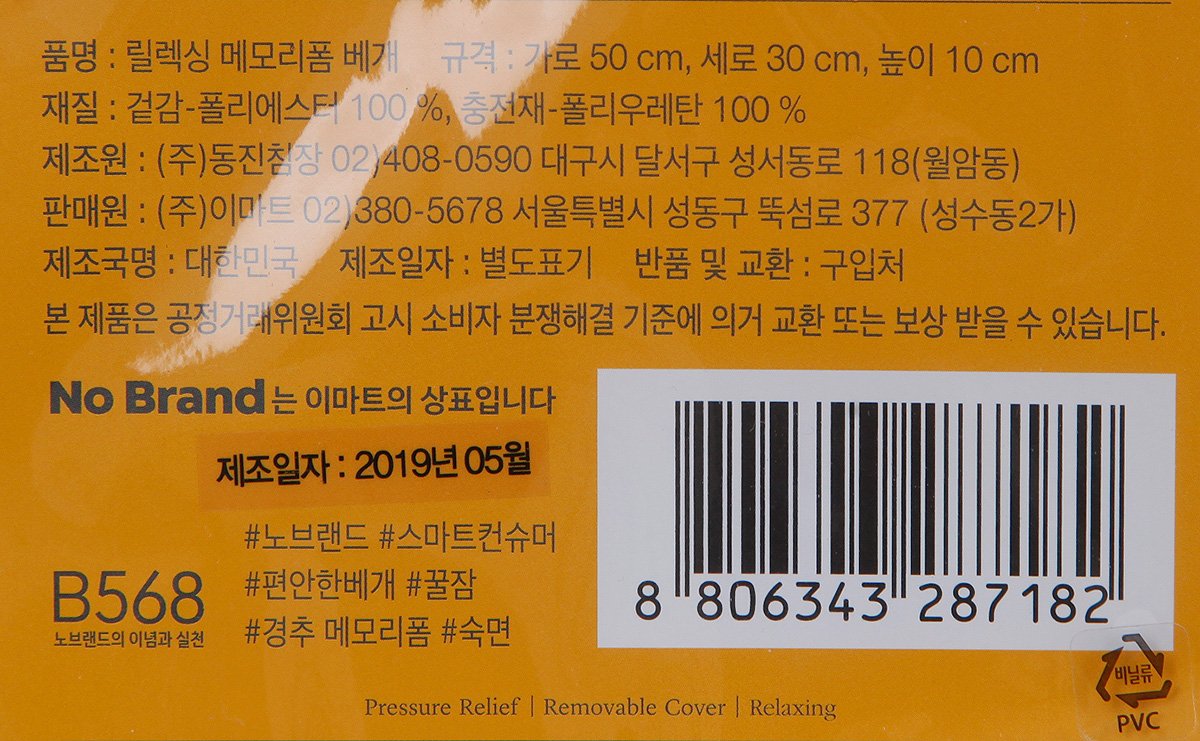 품명 : 릴렉싱 메모리폼 베개 규격 : 가로 50 cm, 세로 30 cm, 높이 10 cm
재질 : 겉감-폴리에스터 100 %, 충전재-폴리우레탄 100 %
제조원 : (주)동진침장 02)408-0590 대구시 달서구 성서동로 118(월암동)
판매원 : (주)이마트 02)380-5678 서울특별시 성동구 뚝섬로 377 (성수동2가)
제조국명 : 대한민국 제조일자 : 별도표기 반품 및 교환 : 구입처
본 제품은 공정거래위원회 고시 소비자 분쟁해결 기준에 의거 교환 또는 보상 받을 수 있습니다.
No Brand는 이마트의 상표입니다
제조일자 : 2019년 05월
#노브랜드 #스마트컨슈머
#편안한베개 #꿀잠
#경추 메모리폼 #숙면
B568
노브랜드의 이념과 실천
8 806343 287182
비닐류
PVC
Pressure Relief | Removable Cover | Relaxing